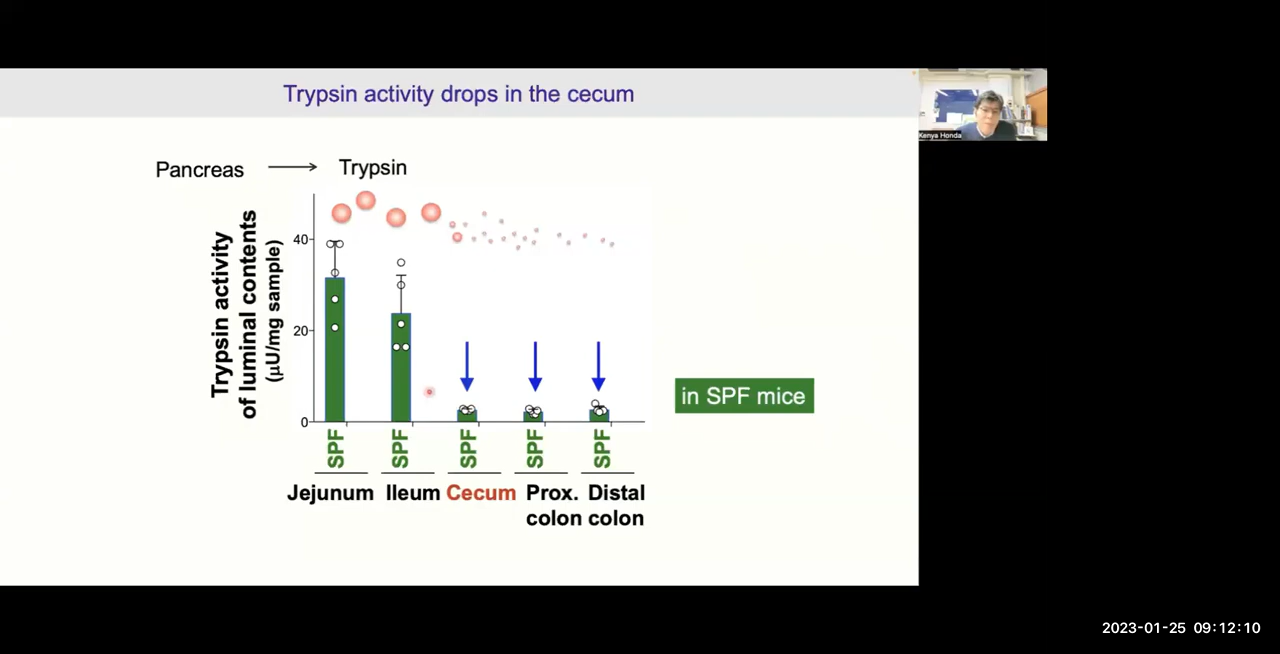 Trypsin activity drops in the cecum
Kenya Honda
Pancreas
Trypsin
Trypsin activity
of luminal contents
(μU/mg sample)
40
20
0
in SPF mice
SPF SPF SPF SPF SPF
Jejunum Ileum Cecum Prox. Distal
colon colon
2023-01-25 09:12:10